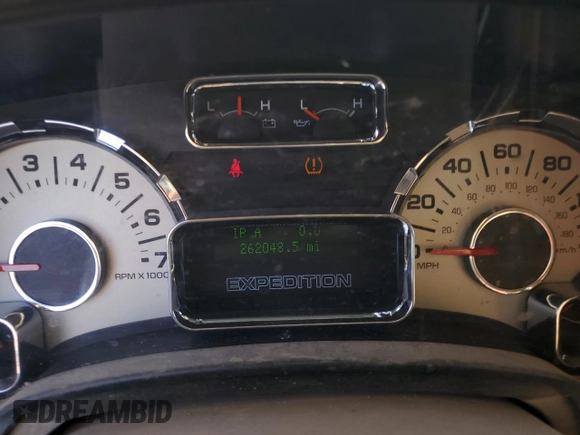 L H L H
3 4 5 6 7
RPM X 1000
TRIP A 0.0
262048.5 mi
EXPEDITION
0 20 40 60 80
MPH
DREAMBID